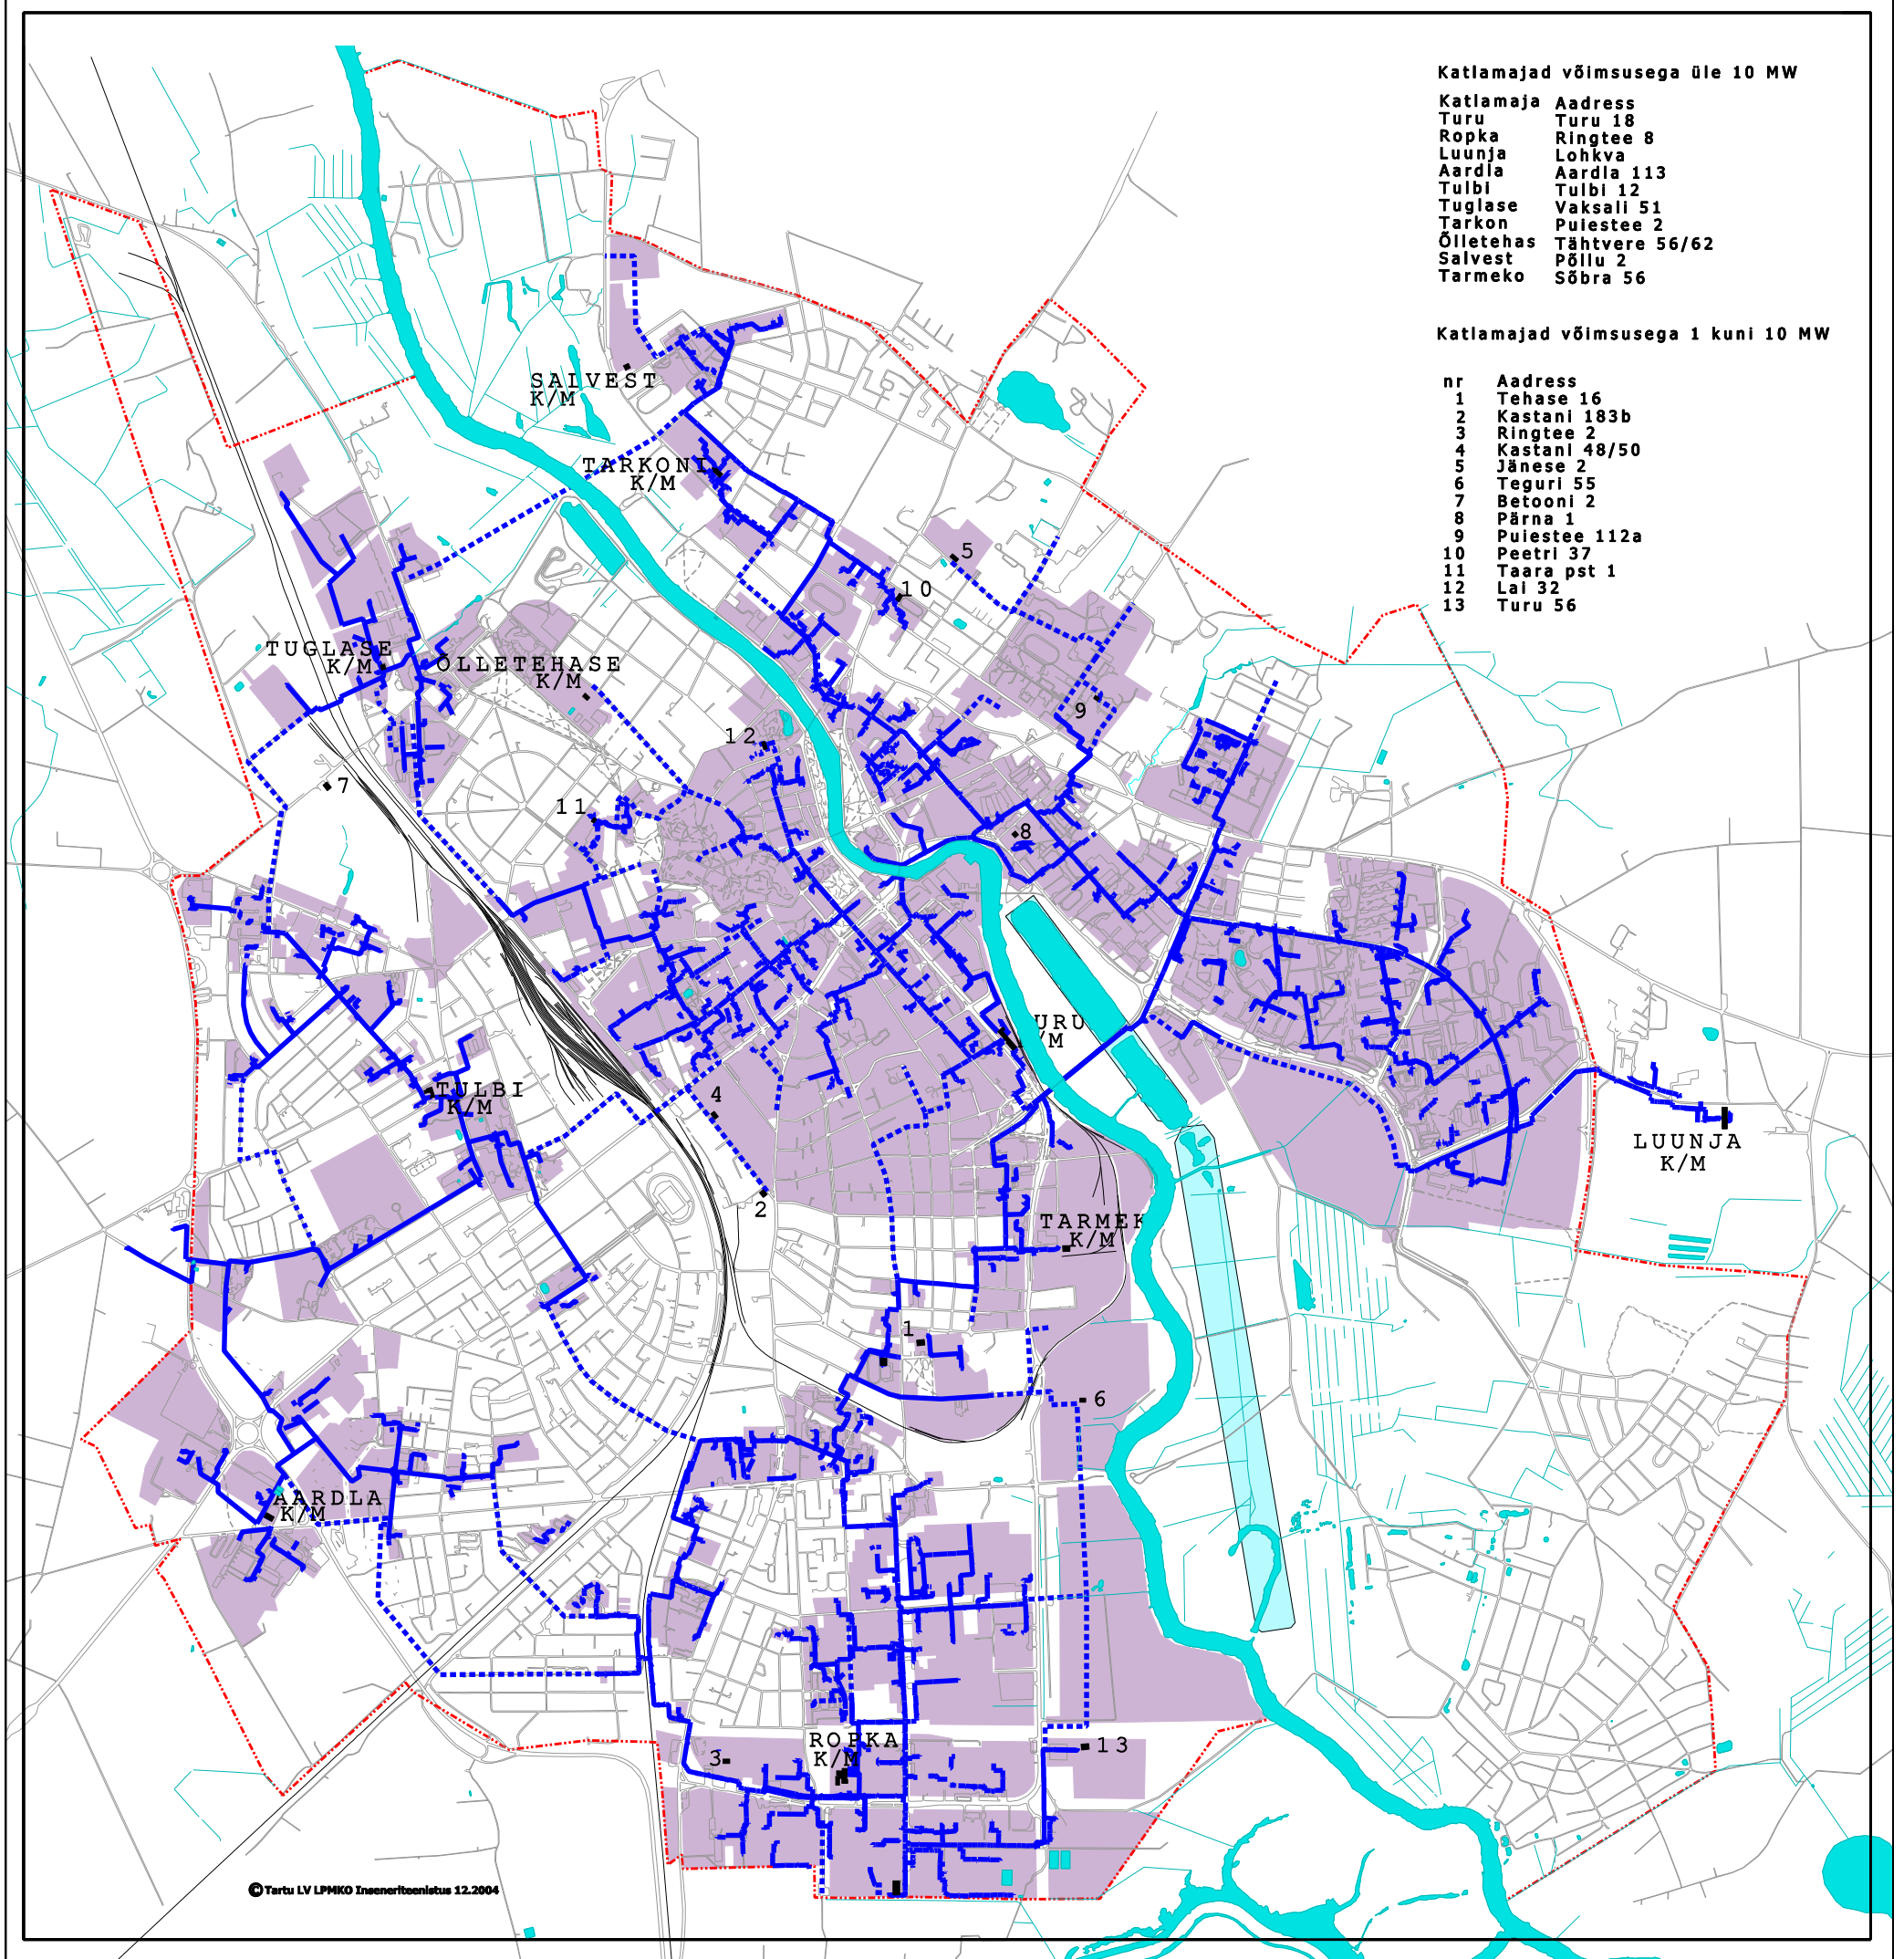 Katlamajad võimsusega üle 10 MW
Katlamaja Aadress
Turu Turu 18
Ropka Ringtee 8
Luunja Lohkva
Aardla Aardla 113
Tulbi Tulbi 12
Tuglase Vaksali 51
Tarkon Puiestee 2
Õlletehas Tähtvere 56/62
Salvest Põllu 2
Tarmeko Sõbra 56
Katlamajad võimsusega 1 kuni 10 MW
nr Aadress
1 Tehase 16
2 Kastani 183b
3 Ringtee 2
4 Kastani 48/50
5 Jänese 2
6 Teguri 55
7 Betooni 2
8 Pärna 1
9 Puiestee 112a
10 Peetri 37
11 Taara pst 1
12 Lai 32
13 Turu 56
SALVEST
K/M
TARKONI
K/M
5
10
TUGLASE
K/M
ÕLLETEHASE
K/M
9
12
7
11
8
URU
/M
TULBI
K/M
4
LUUNJA
K/M
2
TARMEK
K/M
1
6
AARDLA
K/M
ROPKA
K/M
3
13
© Tartu LV LPMKO Inseneriteenistus 12.2004